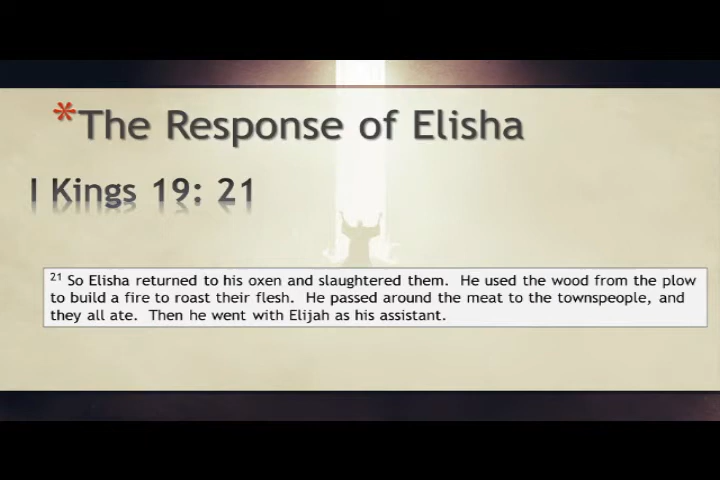 *The Response of Elisha
I Kings 19: 21
21 So Elisha returned to his oxen and slaughtered them. He used the wood from the plow
to build a fire to roast their flesh. He passed around the meat to the townspeople, and
they all ate. Then he went with Elijah as his assistant.